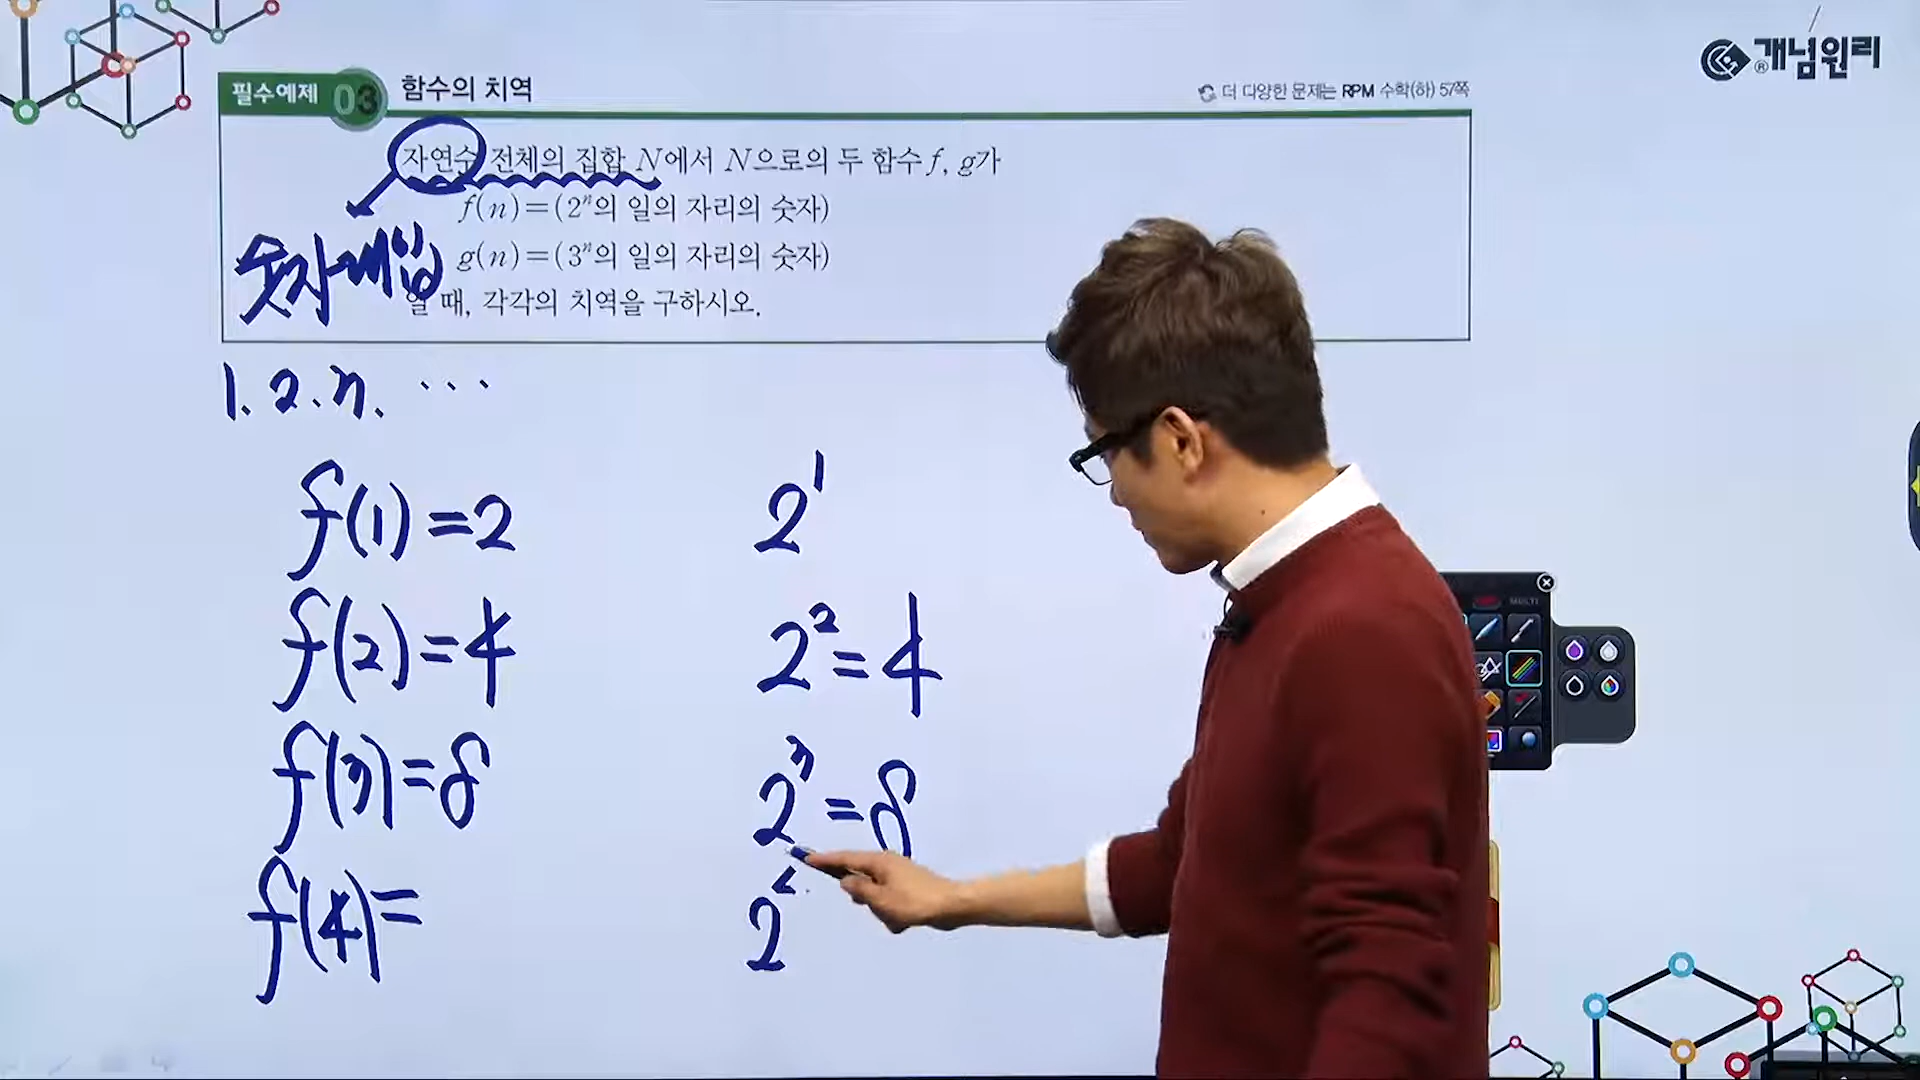 개념원리
필수예제 03 함수의 치역
더 다양한 문제는 RPM 수학(하) 57쪽
자연수 전체의 집합 N에서 N으로의 두 함수 f, g가
f(n)=(2ⁿ의 일의 자리의 숫자)
g(n)=(3ⁿ의 일의 자리의 숫자)
일 때, 각각의 치역을 구하시오.
숫자대입
1. 2. 3. ...
f(1)=2 2¹
f(2)=4 2²=4
f(3)=8 2³=8
f(4)= 2
MULTI